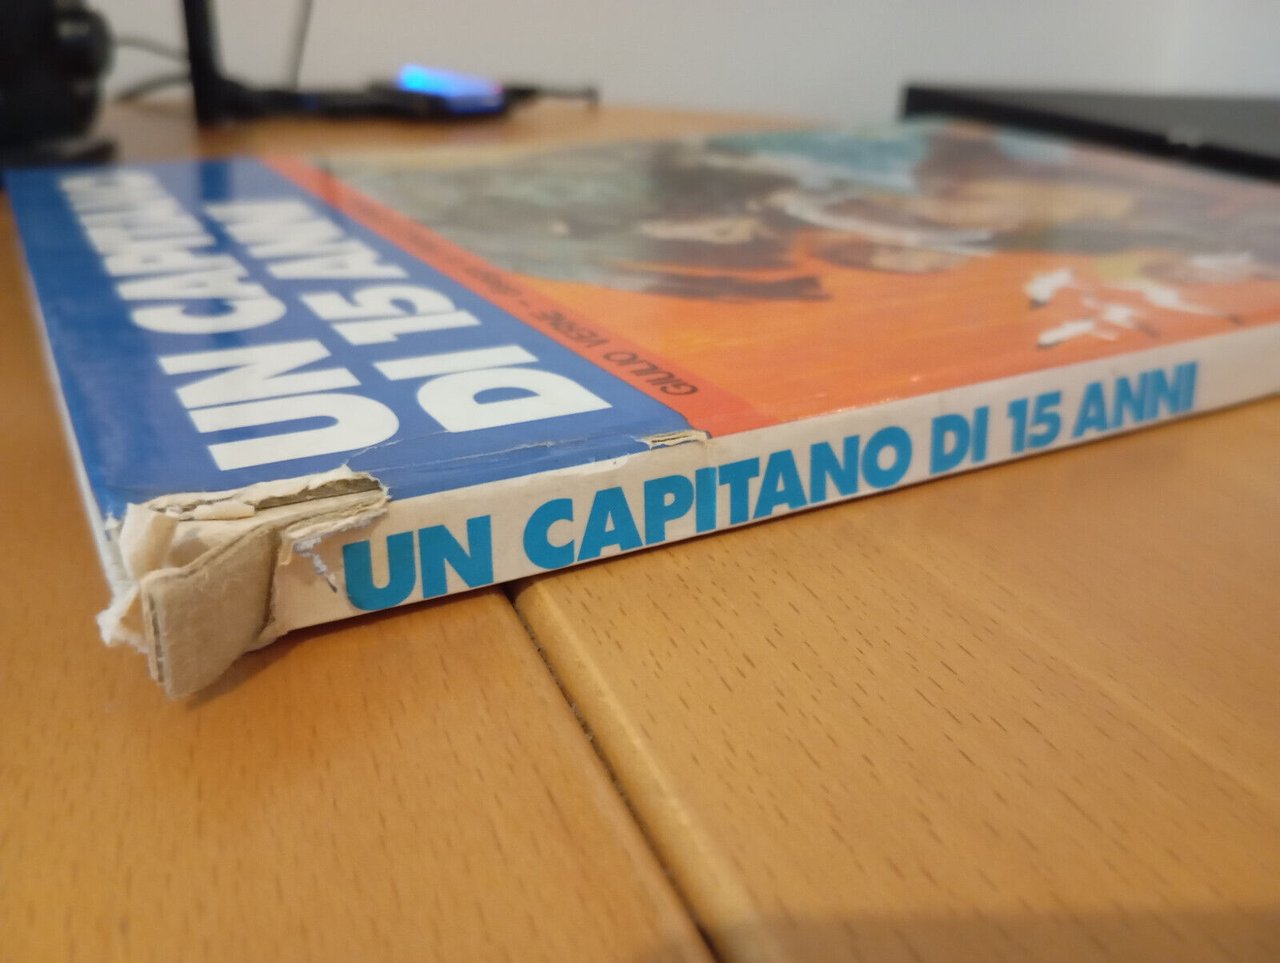 UN CAPITANO
DI 15 ANNI
GIULIO VERNE -
UN CAPITANO DI 15 ANNI